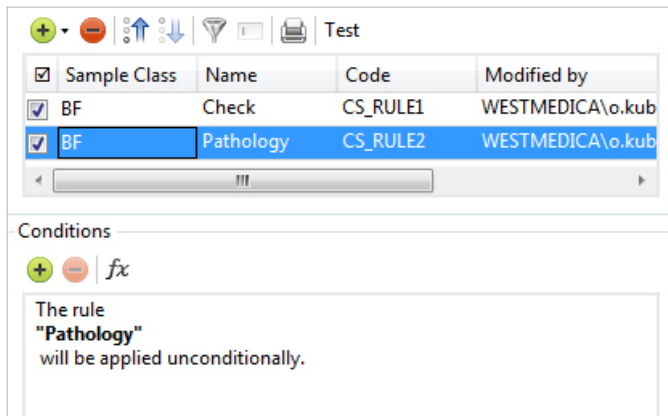 Test
Sample Class Name Code Modified by
BF Check CS_RULE1 WESTMEDICA\o.kub
BF Pathology CS_RULE2 WESTMEDICA\o.kub
Conditions
fx
The rule
"Pathology"
will be applied unconditionally.